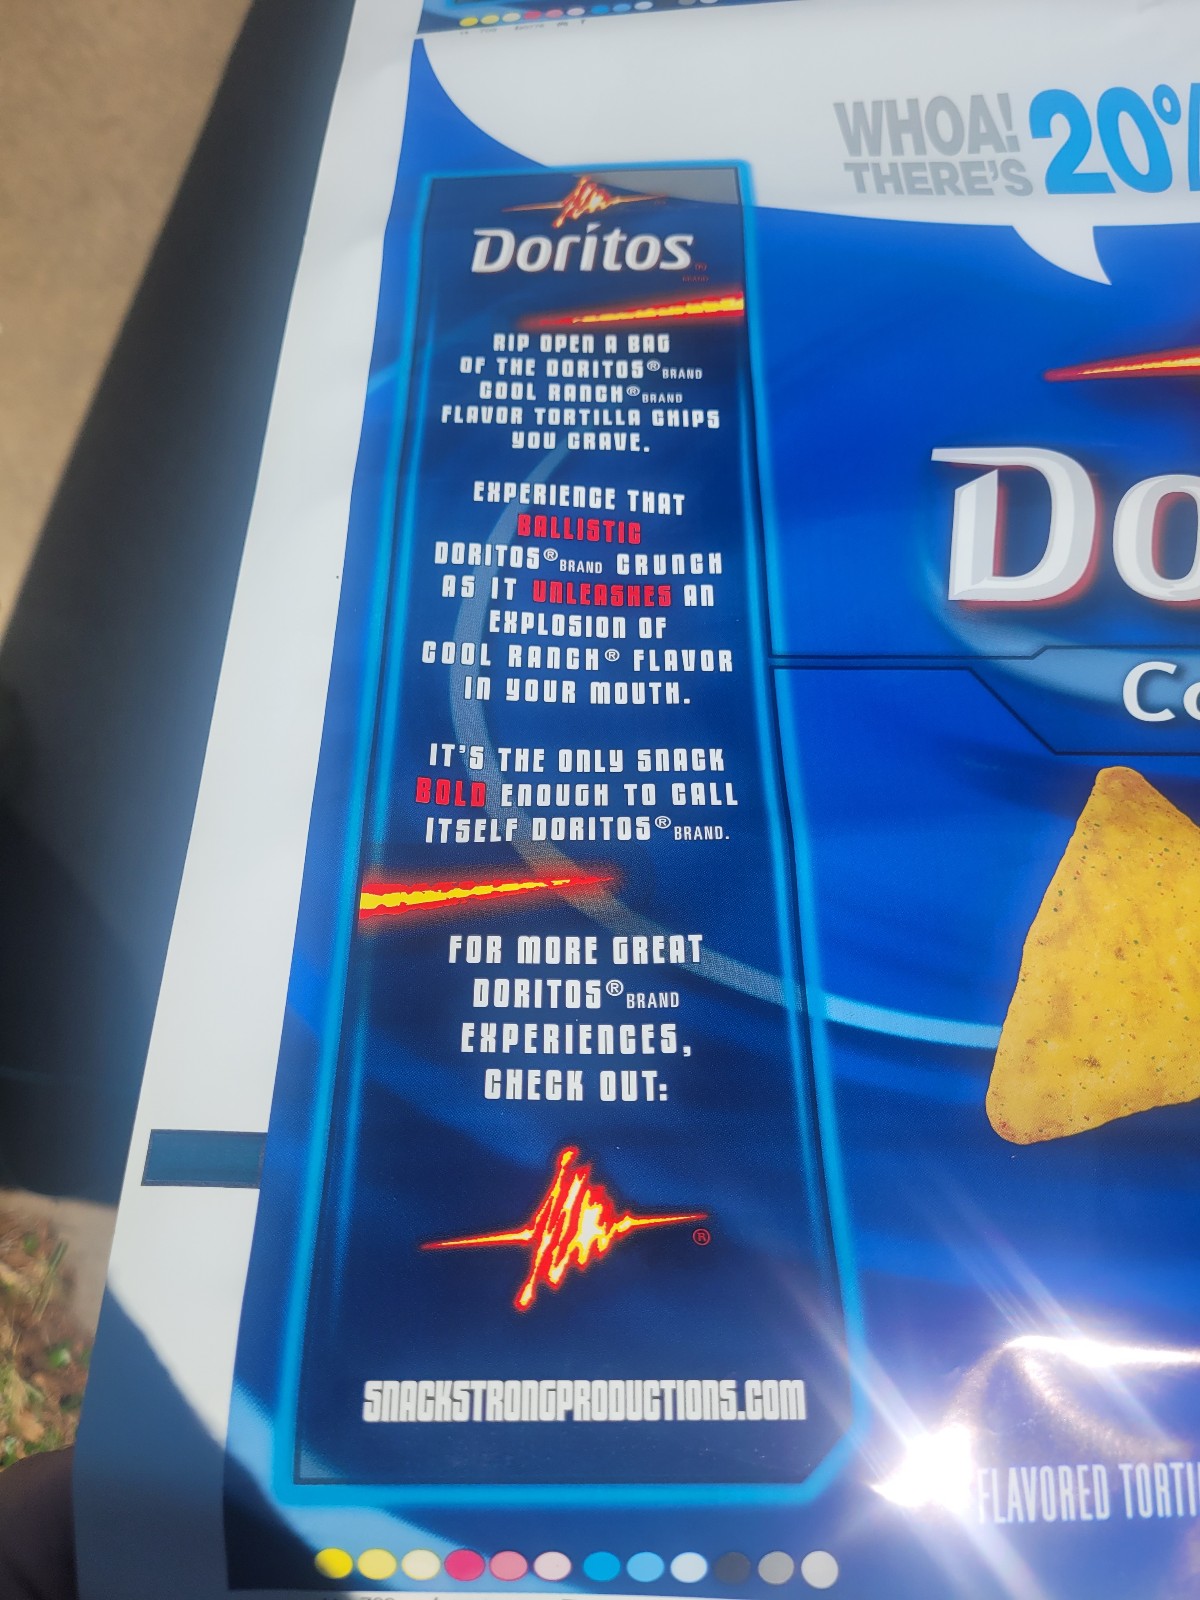 WHOA!
THERE'S 20%
Doritos®
RIP OPEN A BAG
OF THE DORITOS® BRAND
COOL RANCH® BRAND
FLAVOR TORTILLA CHIPS
YOU CRAVE.
EXPERIENCE THAT
BALLISTIC
DORITOS® BRAND CRUNCH
AS IT UNLEASHES AN
EXPLOSION OF
COOL RANCH® FLAVOR
IN YOUR MOUTH.
IT'S THE ONLY SNACK
BOLD ENOUGH TO CALL
ITSELF DORITOS® BRAND.
FOR MORE GREAT
DORITOS® BRAND
EXPERIENCES,
CHECK OUT:
®
SNACKSTRONGPRODUCTIONS.COM
Do
Co
FLAVORED TORTI